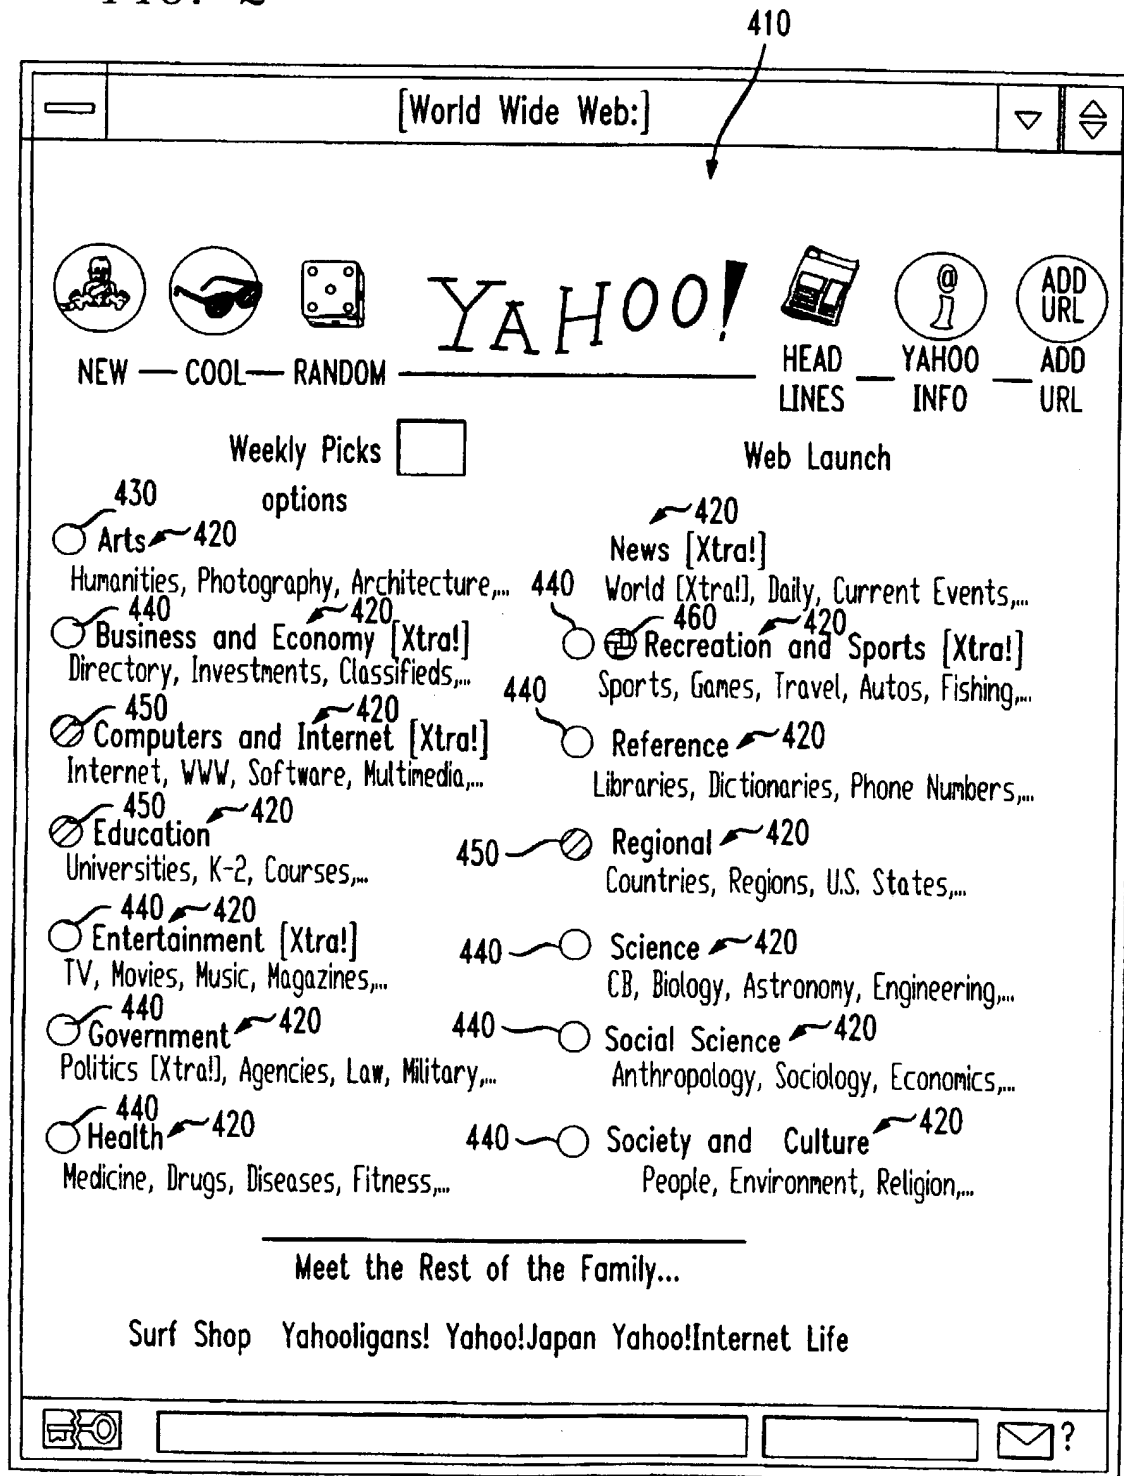 FIG. 2
410
[World Wide Web:]
ADD
URL
YAHOO!
NEW — COOL — RANDOM
HEAD LINES — YAHOO INFO — ADD URL
Weekly Picks
options
Web Launch
430
Arts 420
Humanities, Photography, Architecture,...
440 420
Business and Economy [Xtra!]
Directory, Investments, Classifieds,...
450 420
Computers and Internet [Xtra!]
Internet, WWW, Software, Multimedia,...
450 420
Education
Universities, K-2, Courses,...
440 420
Entertainment [Xtra!]
TV, Movies, Music, Magazines,...
440
Government 420
Politics [Xtra!], Agencies, Law, Military,...
440
Health 420
Medicine, Drugs, Diseases, Fitness,...
420
News [Xtra!]
World [Xtra!], Daily, Current Events,...
440 460 420
Recreation and Sports [Xtra!]
Sports, Games, Travel, Autos, Fishing,...
440
Reference 420
Libraries, Dictionaries, Phone Numbers,...
450 Regional 420
Countries, Regions, U.S. States,...
440 Science 420
CB, Biology, Astronomy, Engineering,...
440 Social Science 420
Anthropology, Sociology, Economics,...
440 Society and Culture 420
People, Environment, Religion,...
Meet the Rest of the Family...
Surf Shop Yahooligans! Yahoo!Japan Yahoo!Internet Life
?